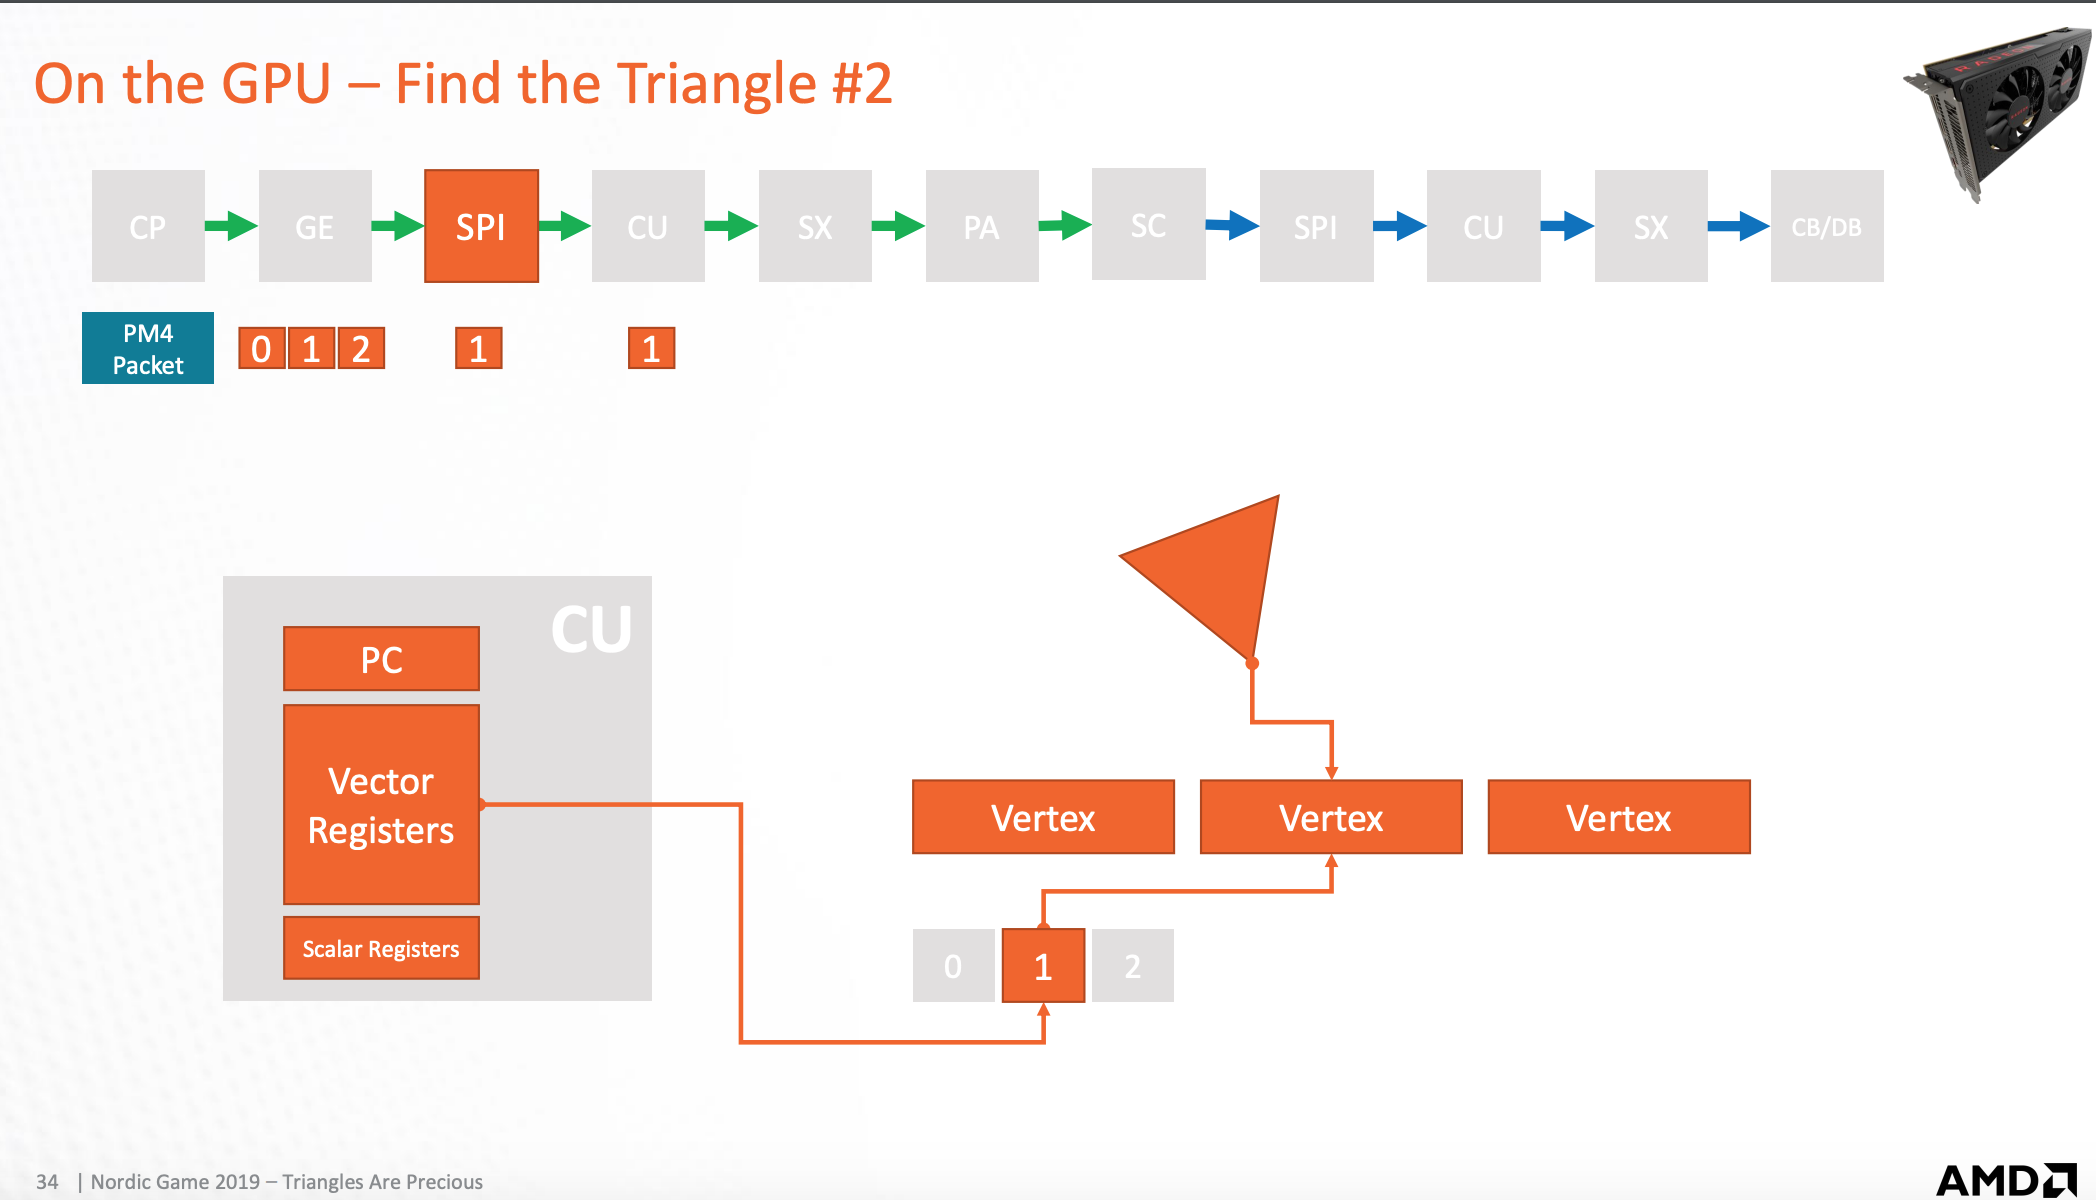 On the GPU – Find the Triangle #2
CP
GE
SPI
CU
SX
PA
SC
SPI
CU
SX
CB/DB
PM4
Packet
0
1
2
1
1
CU
PC
Vector
Registers
Scalar Registers
Vertex
Vertex
Vertex
0
1
2
34 | Nordic Game 2019 – Triangles Are Precious
AMD